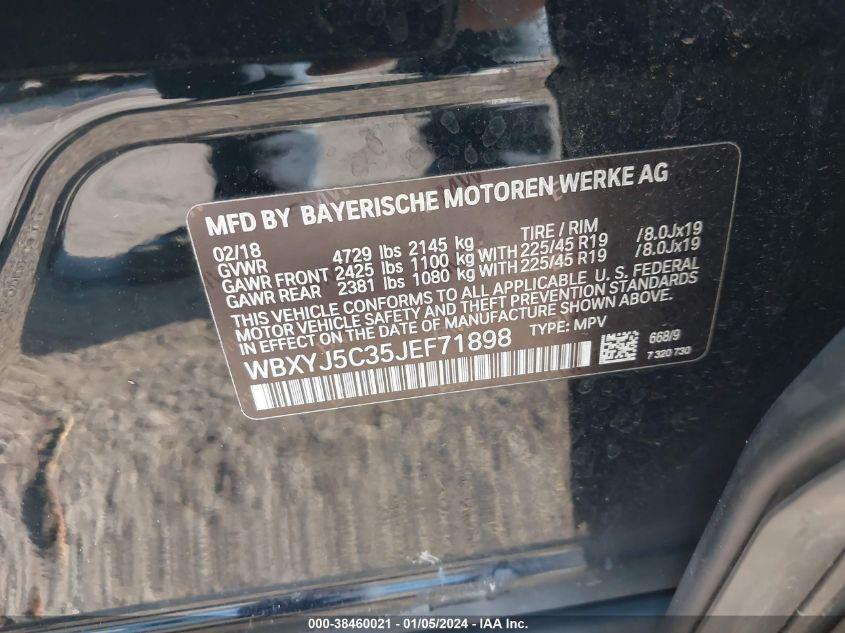 MFD BY BAYERISCHE MOTOREN WERKE AG
02/18 TIRE / RIM
GVWR 4729 lbs 2145 kg
GAWR FRONT 2425 lbs 1100 kg WITH 225/45 R19 /8.0Jx19
GAWR REAR 2381 lbs 1080 kg WITH 225/45 R19 /8.0Jx19
THIS VEHICLE CONFORMS TO ALL APPLICABLE U. S. FEDERAL
MOTOR VEHICLE SAFETY AND THEFT PREVENTION STANDARDS
IN EFFECT ON DATE OF MANUFACTURE SHOWN ABOVE.
WBXYJ5C35JEF71898 TYPE: MPV
668/9
7 320 730
000-38460021 - 01/05/2024 - IAA Inc.